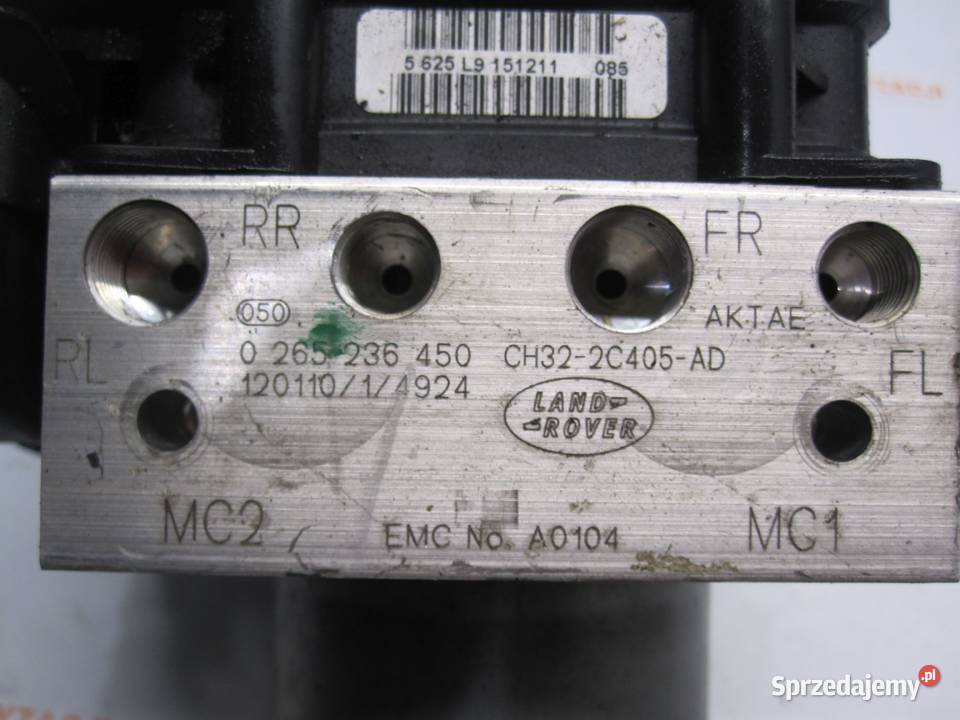 5 625 L9 151211 085
RR FR
050
AKTAE
RL 0 265 236 450 CH32-2C405-AD FL
120110/1/4924
LAND
ROVER
MC2 MC1
EMC No. A0104
Sprzedajemy.pl